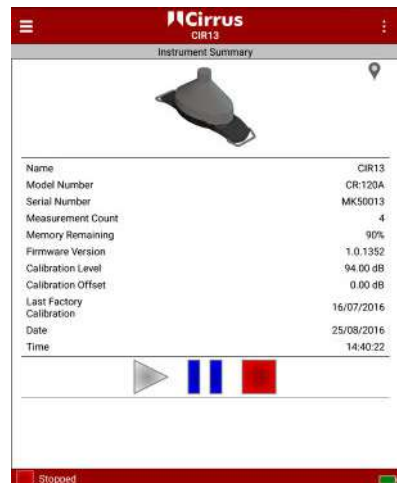 Cirrus
CIR13
Instrument Summary
Name CIR13
Model Number CR:120A
Serial Number MK50013
Measurement Count 4
Memory Remaining 90%
Firmware Version 1.0.1352
Calibration Level 94.00 dB
Calibration Offset 0.00 dB
Last Factory
Calibration 16/07/2016
Date 25/08/2016
Time 14:40:22
Stopped